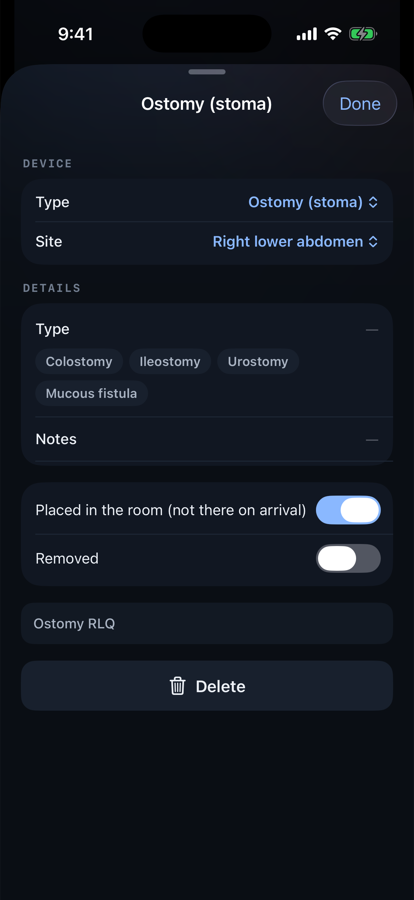 9:41
Ostomy (stoma)
Done
DEVICE
Type
Ostomy (stoma)
Site
Right lower abdomen
DETAILS
Type
—
Colostomy
Ileostomy
Urostomy
Mucous fistula
Notes
—
Placed in the room (not there on arrival)
Removed
Ostomy RLQ
Delete